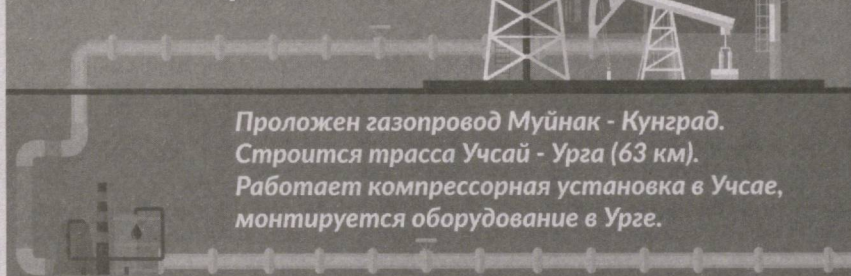 Проложен газопровод Муйнак - Кунград.
Строится трасса Учсай - Урга (63 км).
Работает компрессорная установка в Учсае,
монтируется оборудование в Урге.